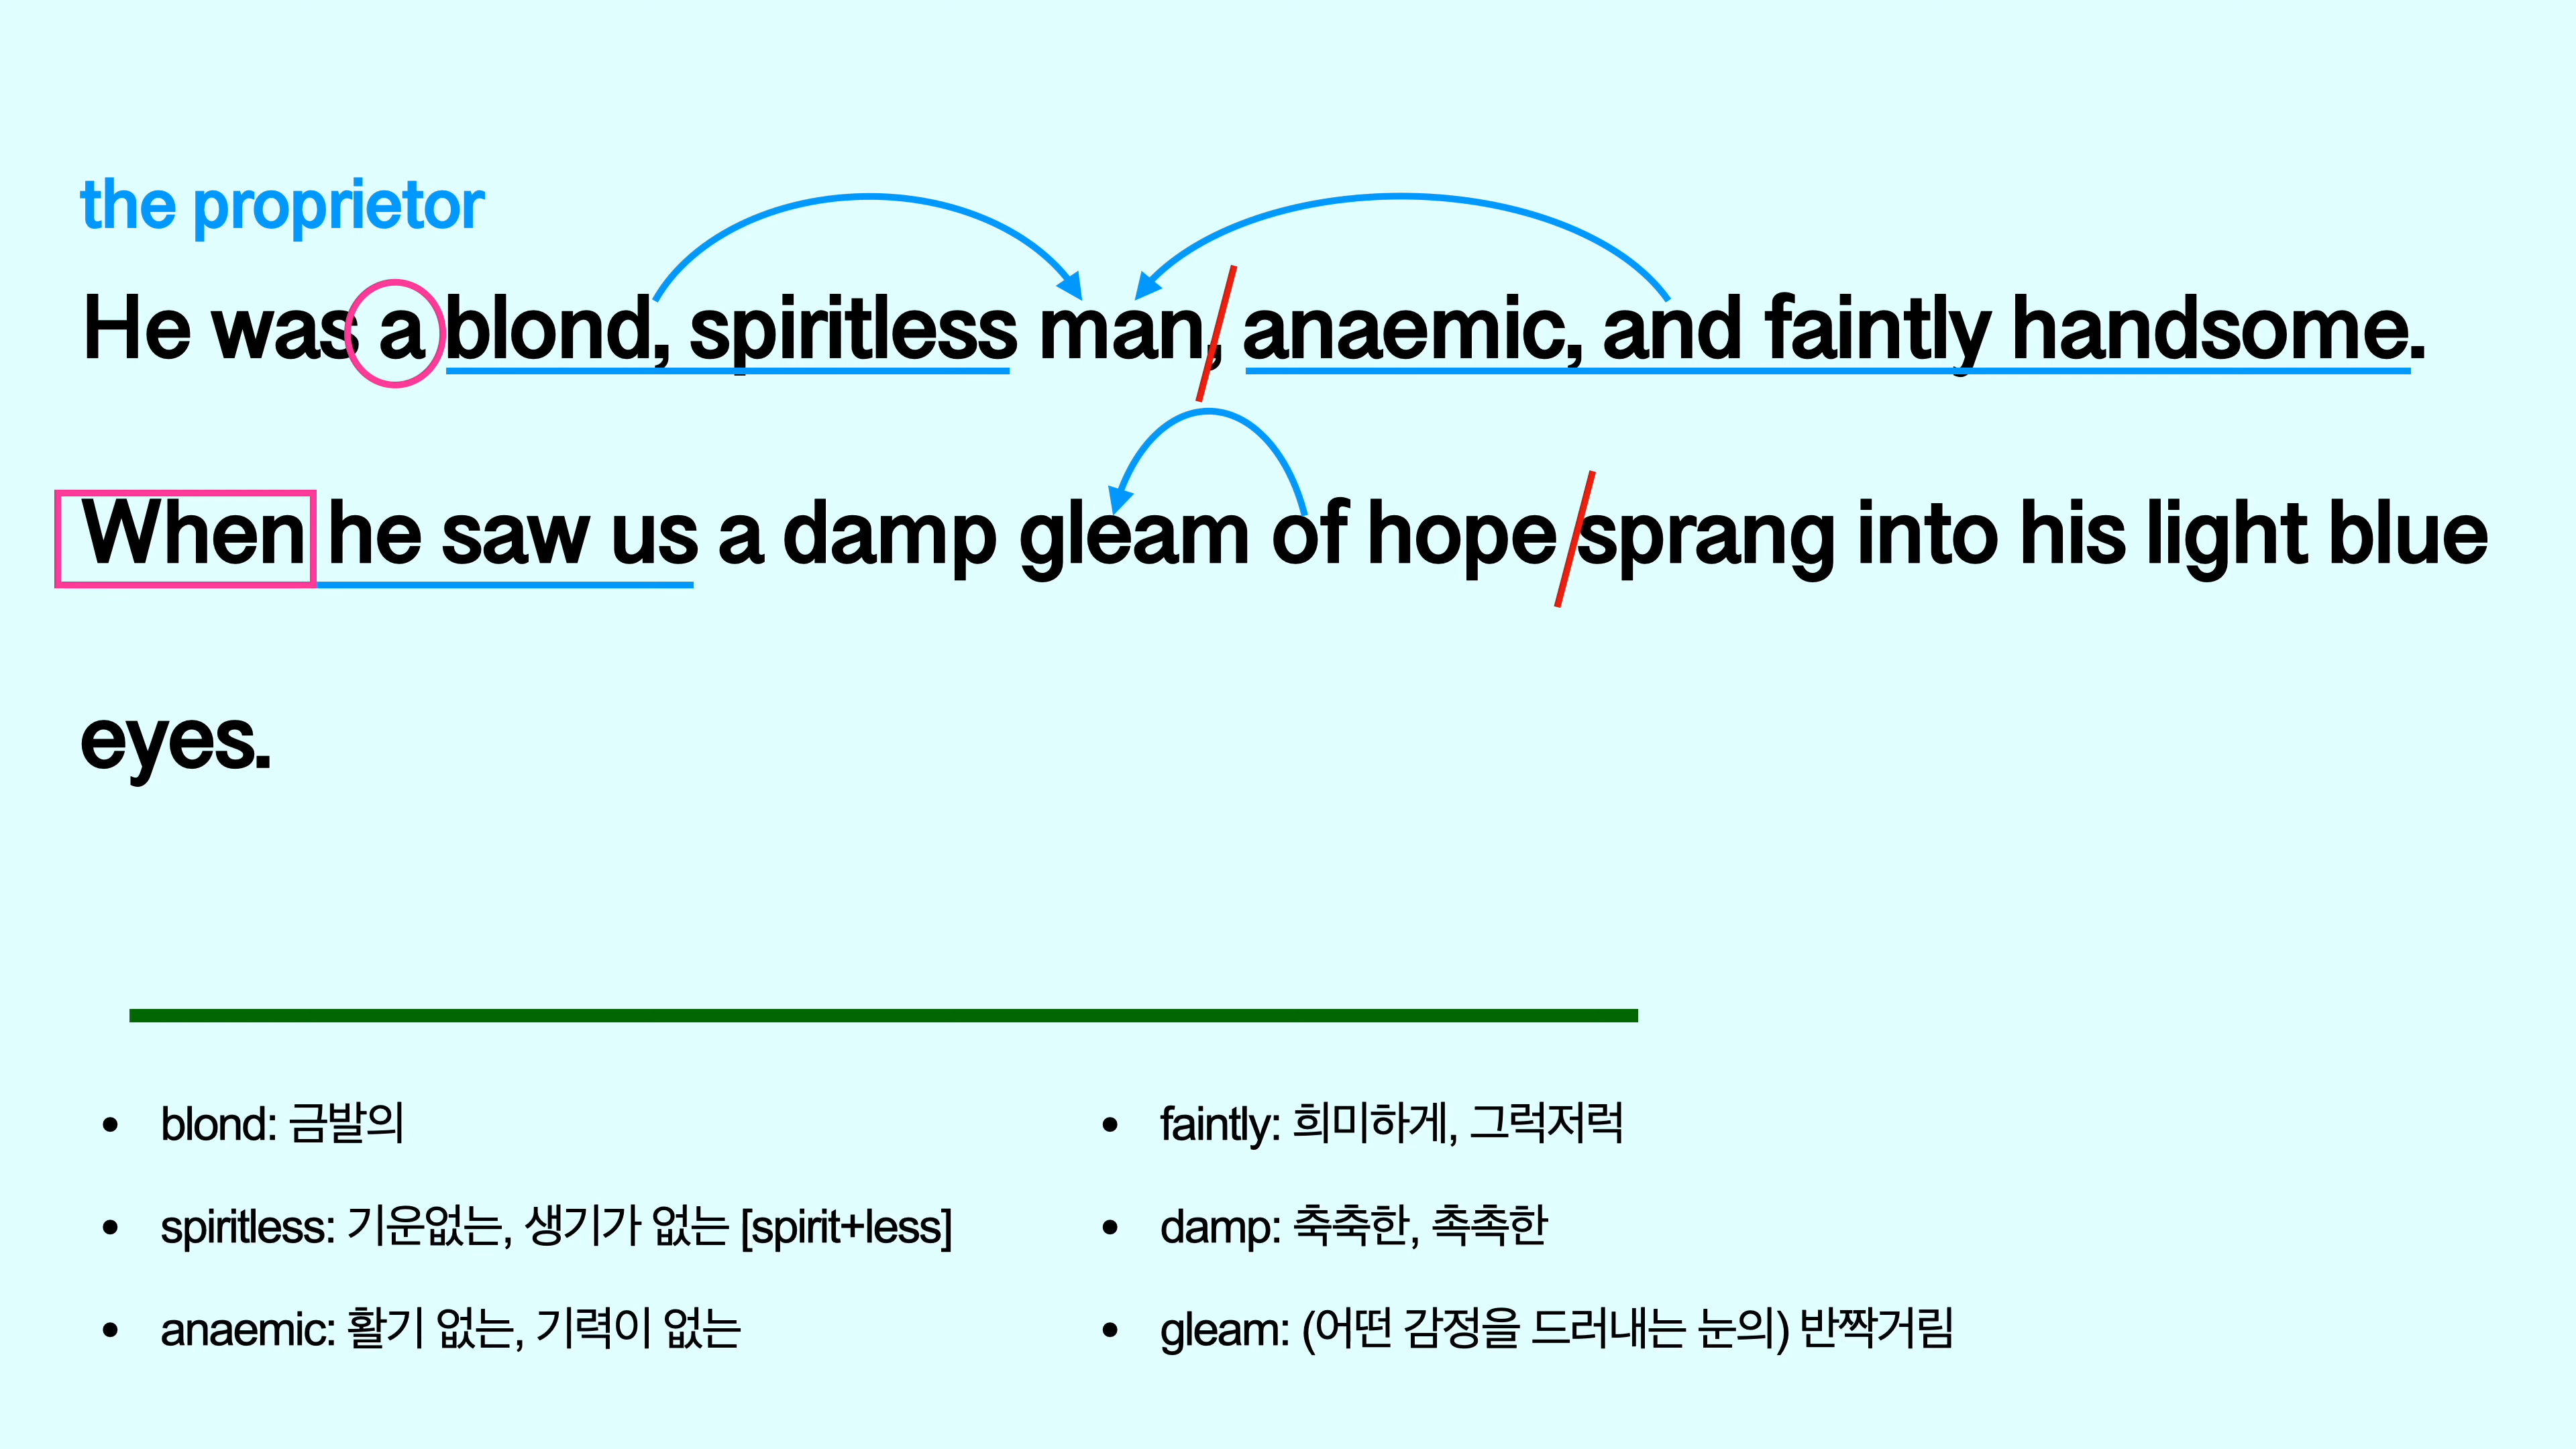 the proprietor
He was a blond, spiritless man, anaemic, and faintly handsome.
When he saw us a damp gleam of hope sprang into his light blue
eyes.
• blond: 금발의
• spiritless: 기운없는, 생기가 없는 [spirit+less]
• anaemic: 활기 없는, 기력이 없는
• faintly: 희미하게, 그럭저럭
• damp: 축축한, 촉촉한
• gleam: (어떤 감정을 드러내는 눈의) 반짝거림